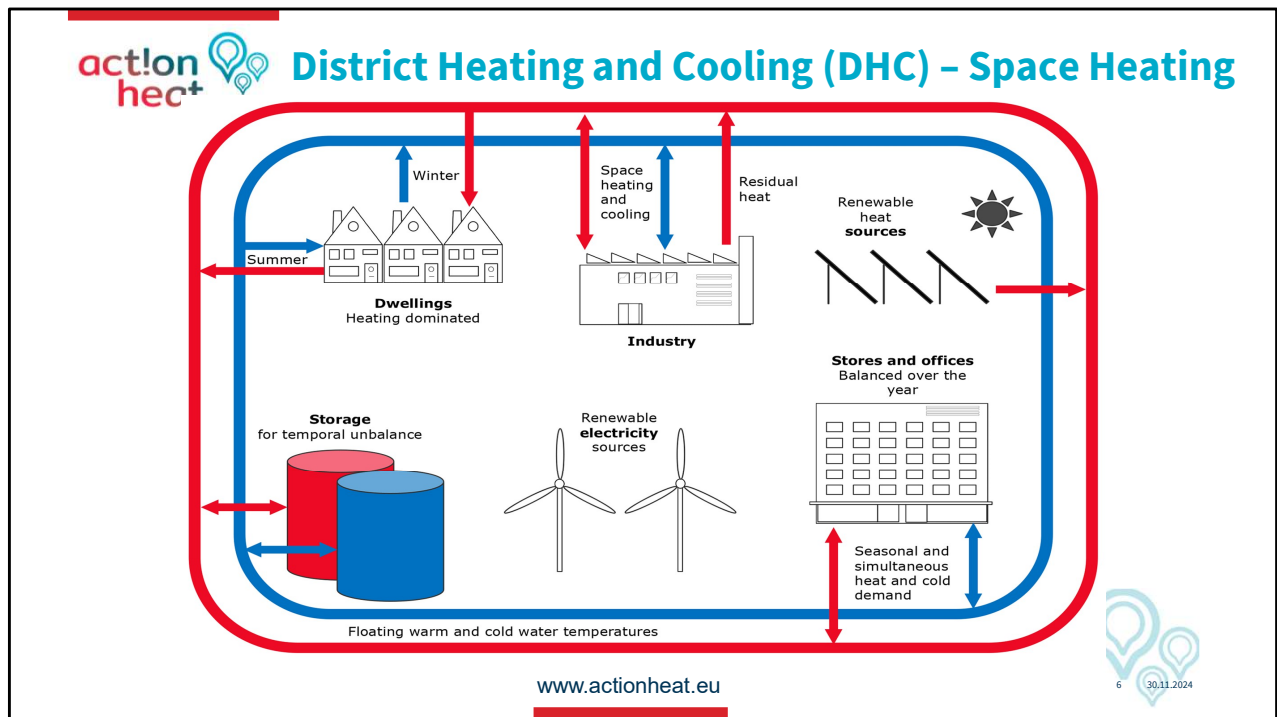 act!on
heat
District Heating and Cooling (DHC) – Space Heating
Winter
Summer
Dwellings
Heating dominated
Space
heating
and
cooling
Residual
heat
Industry
Renewable
heat
sources
Storage
for temporal unbalance
Renewable
electricity
sources
Stores and offices
Balanced over the
year
Seasonal and
simultaneous
heat and cold
demand
Floating warm and cold water temperatures
www.actionheat.eu
6 30.11.2024